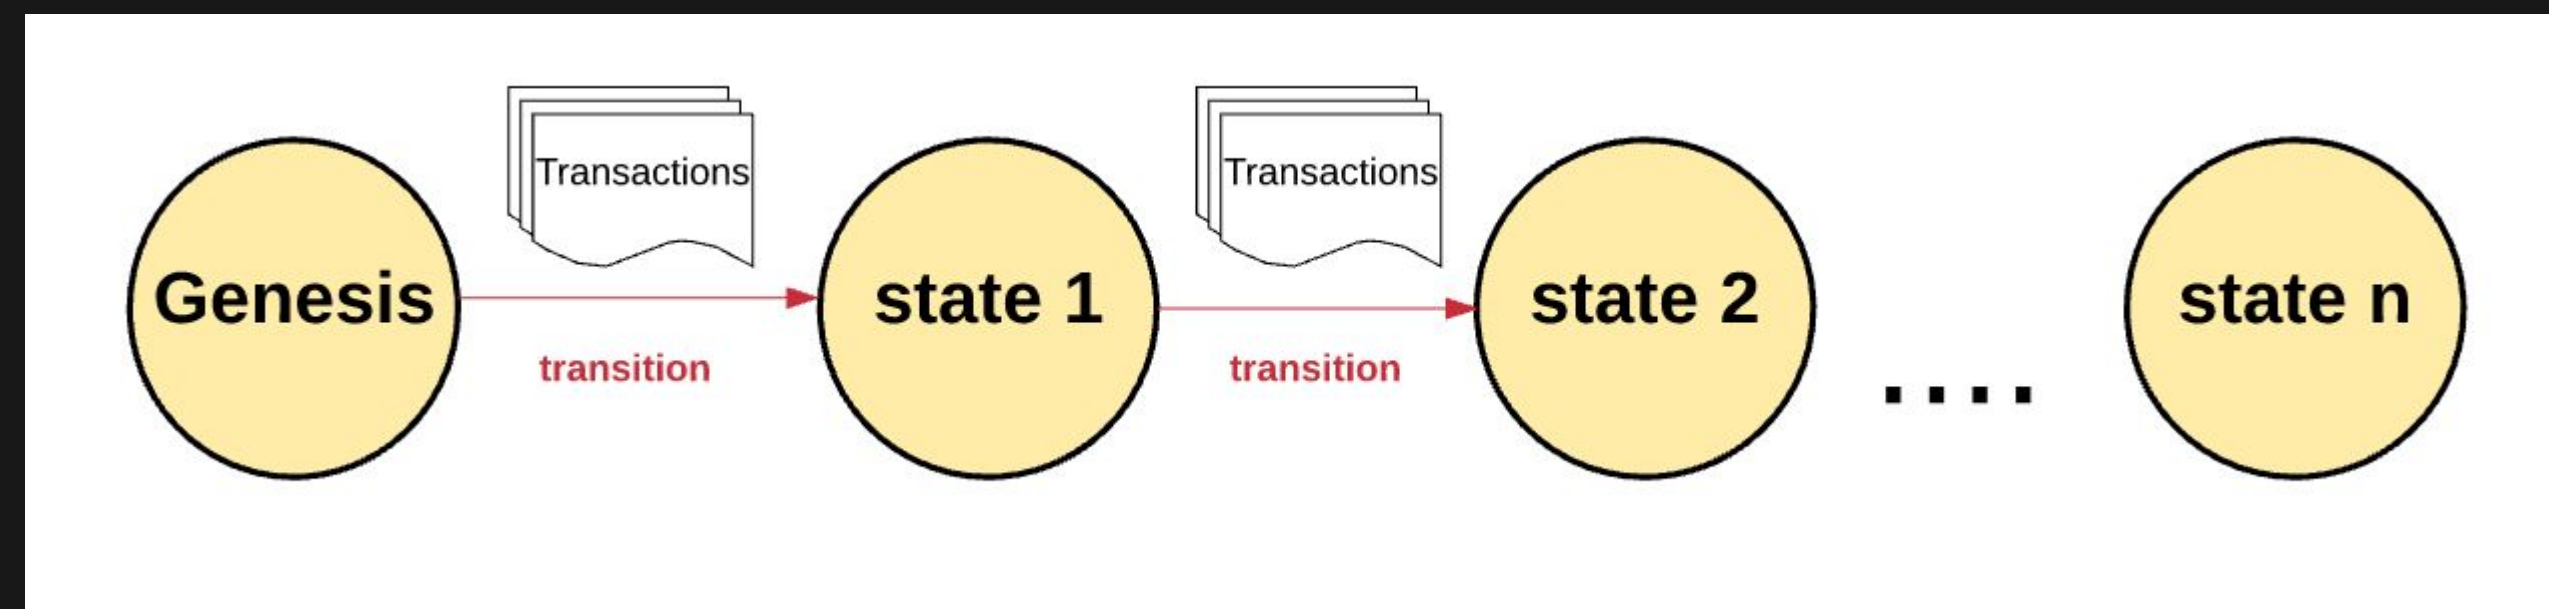 Transactions
Transactions
Genesis
state 1
state 2
state n
transition
transition
....